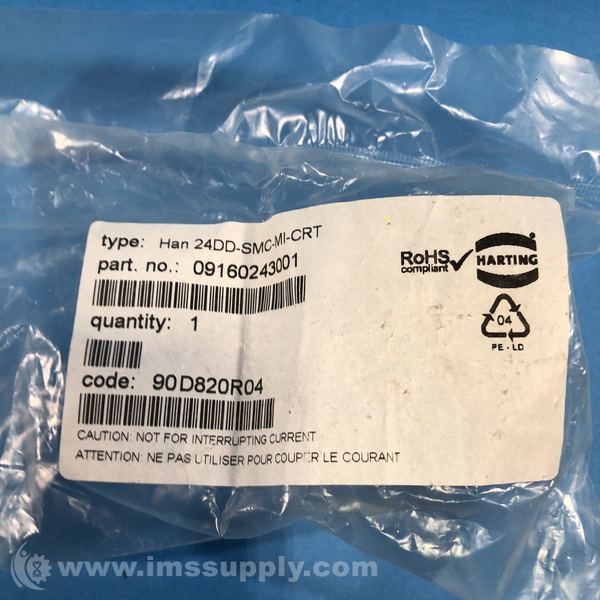 type: Han 24DD-SMC-MI-CRT
part. no.: 09160243001
quantity: 1
code: 90D820R04
CAUTION: NOT FOR INTERRUPTING CURRENT
ATTENTION: NE PAS UTILISER POUR COUPER LE COURANT
RoHS
compliant
HARTING
04
PE-LD
www.imssupply.com